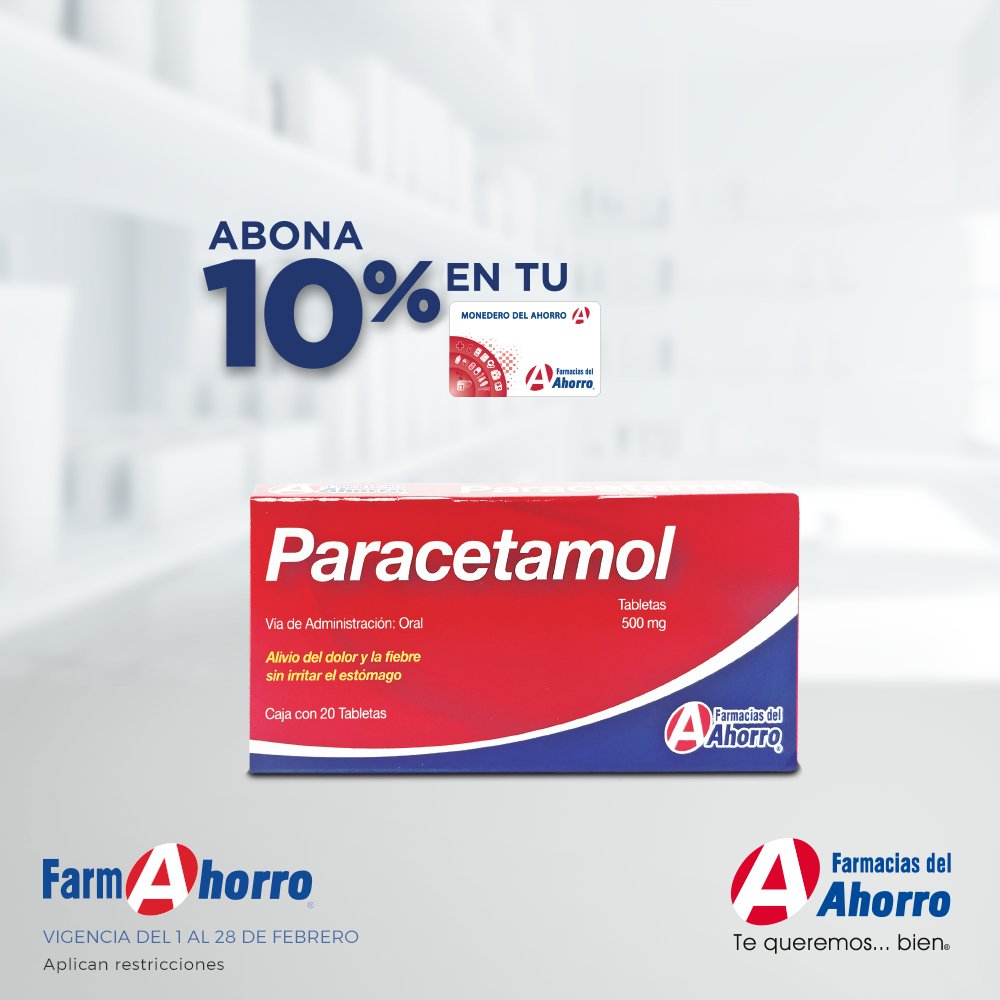 ABONA
10% EN TU
MONEDERO DEL AHORRO A
A Farmacias del
Ahorro®
Ahorro Paracetamol
Paracetamol
Tabletas
500 mg
Vía de Administración: Oral
Alivio del dolor y la fiebre
sin irritar el estómago
Caja con 20 Tabletas
A Farmacias del
Ahorro®
FarmAhorro®
VIGENCIA DEL 1 AL 28 DE FEBRERO
Aplican restricciones
A Farmacias del
Ahorro
Te queremos... bien®